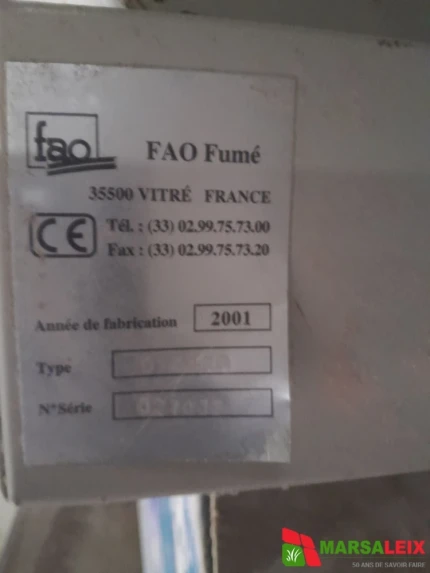 fao
FAO Fumé
35500 VITRÉ FRANCE
CE
Tél. : (33) 02.99.75.73.00
Fax : (33) 02.99.75.73.20
Année de fabrication 2001
Type
N°Série
MARSALEIX
50 ANS DE SAVOIR FAIRE